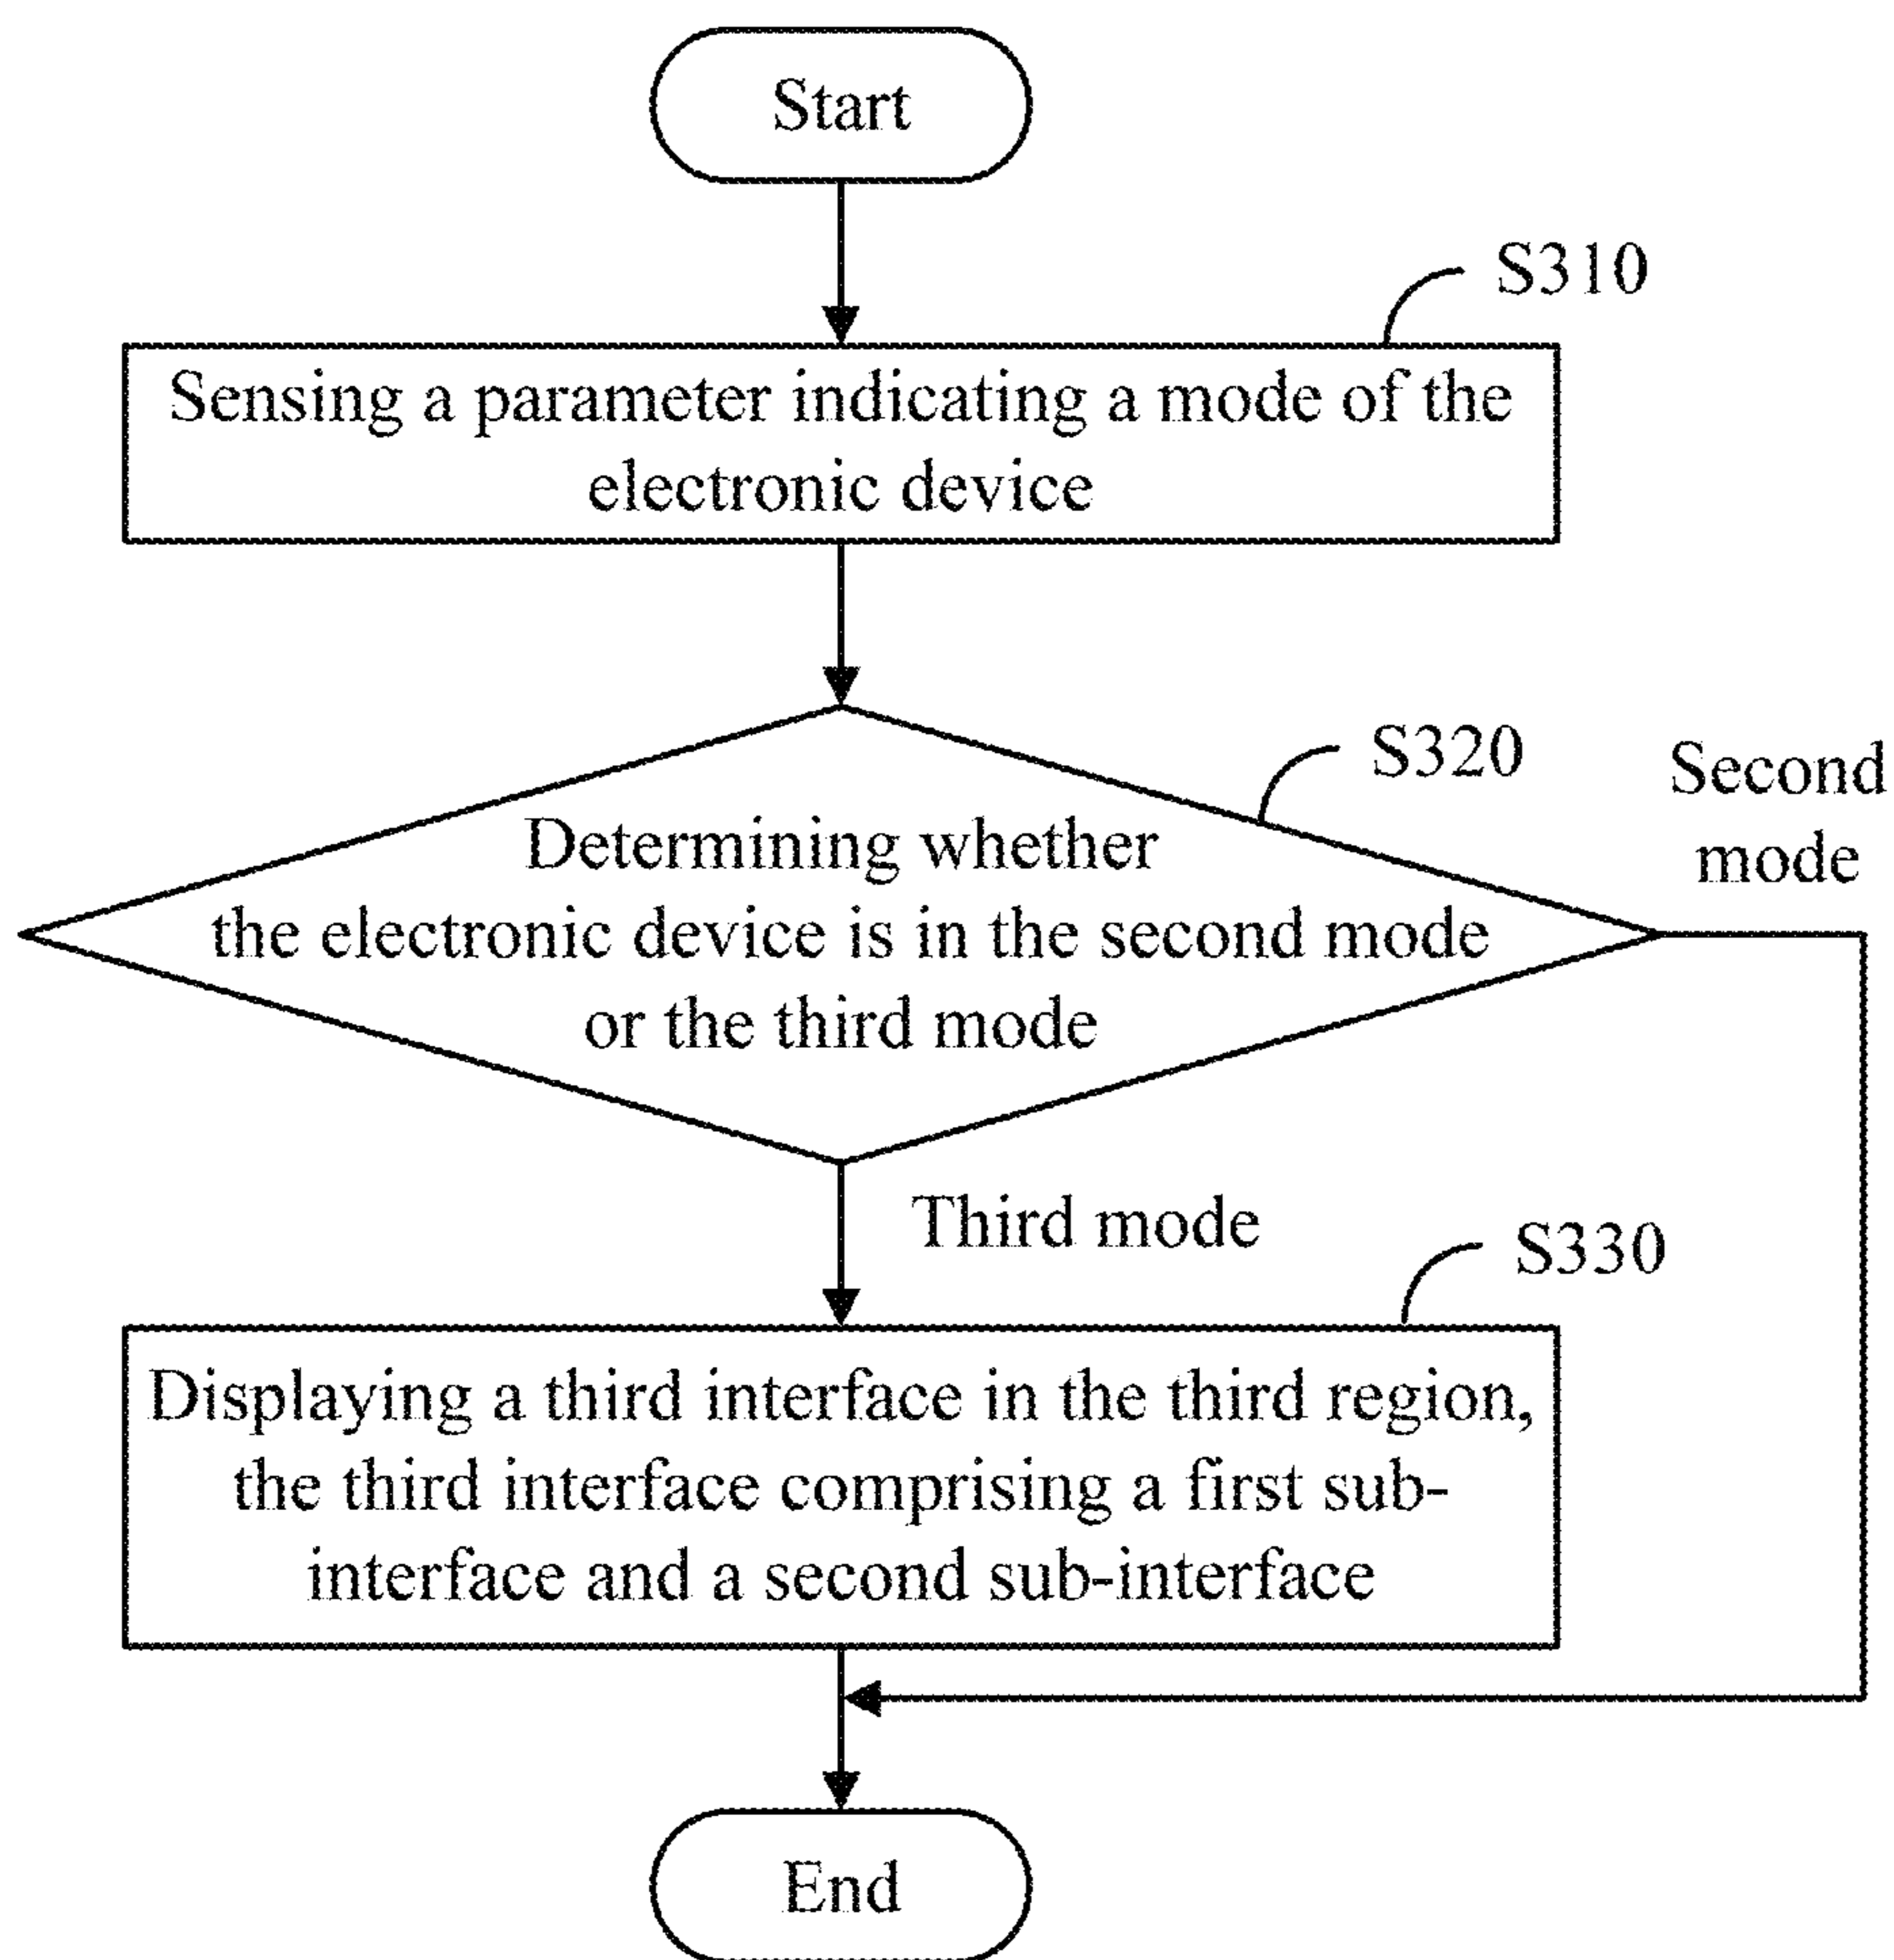 Start
S310
Sensing a parameter indicating a mode of the
electronic device
S320
Second
mode
Determining whether
the electronic device is in the second mode
or the third mode
Third mode
S330
Displaying a third interface in the third region,
the third interface comprising a first sub-
interface and a second sub-interface
End